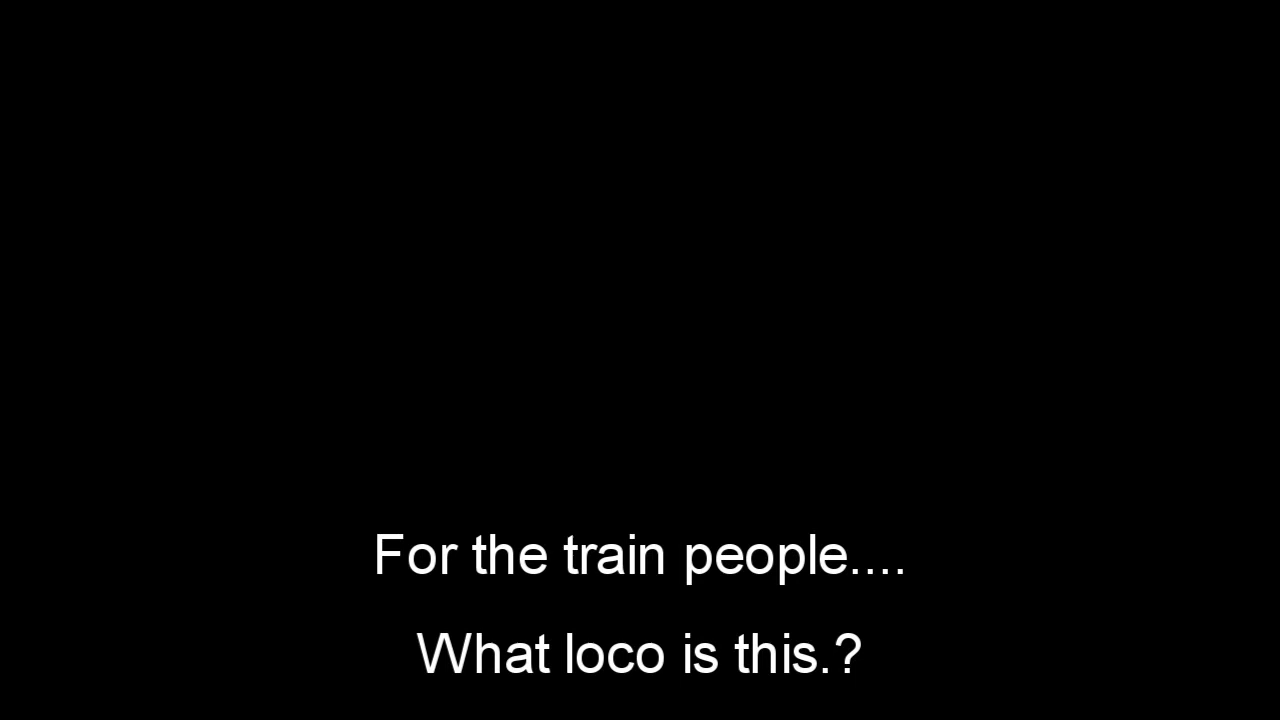 For the train people....
What loco is this.?